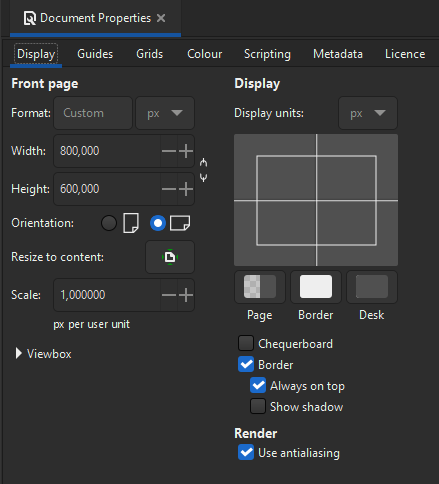 Document Properties
Display Guides Grids Colour Scripting Metadata Licence
Front page
Format: Custom px
Width: 800,000
Height: 600,000
Orientation:
Resize to content:
Scale: 1,000000
px per user unit
Viewbox
Display
Display units: px
Page Border Desk
Chequerboard
Border
Always on top
Show shadow
Render
Use antialiasing